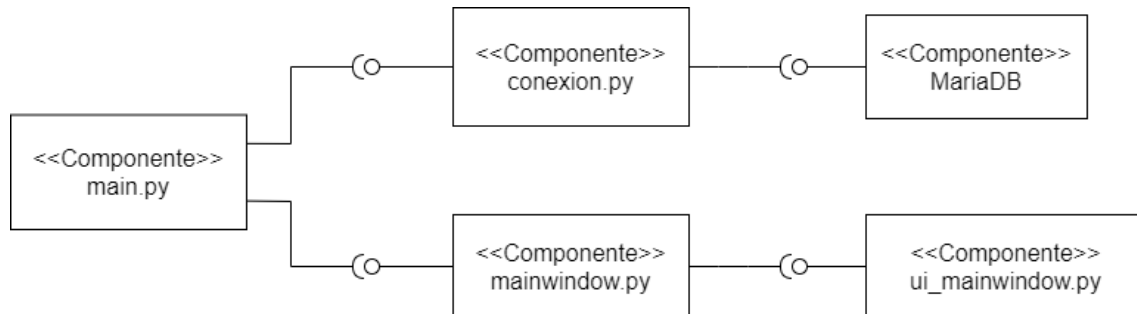 <<Componente>>
conexion.py
<<Componente>>
MariaDB
<<Componente>>
main.py
<<Componente>>
mainwindow.py
<<Componente>>
ui_mainwindow.py